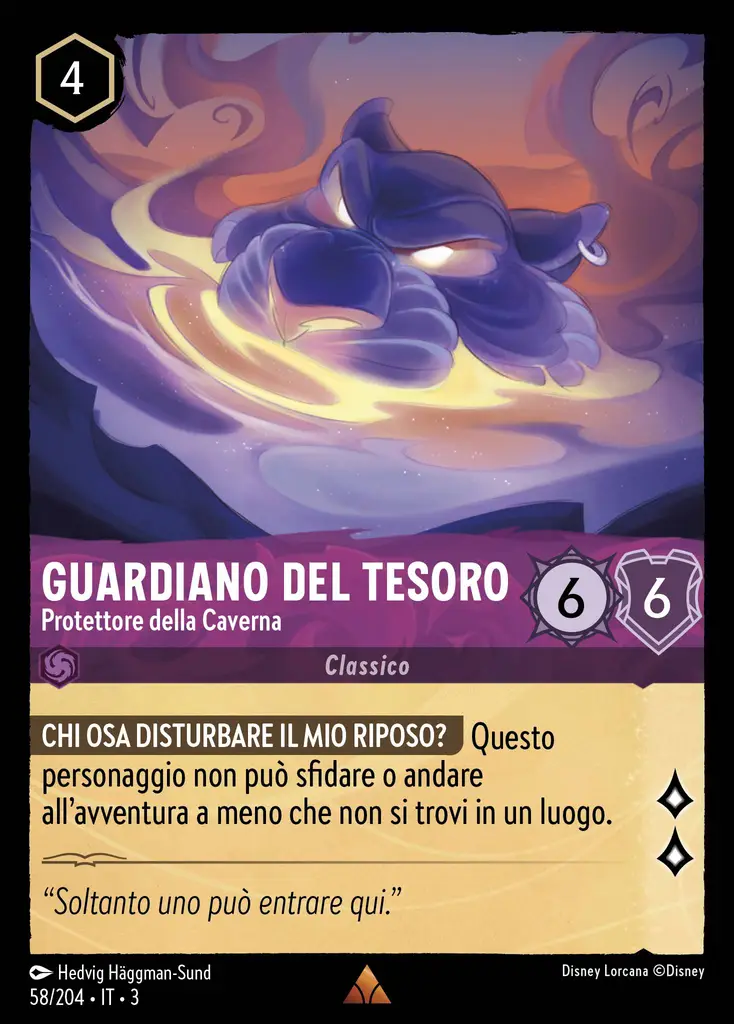 4
GUARDIANO DEL TESORO
Protettore della Caverna
6
6
Classico
CHI OSA DISTURBARE IL MIO RIPOSO? Questo
personaggio non può sfidare o andare
all'avventura a meno che non si trovi in un luogo.
“Soltanto uno può entrare qui.”
Hedvig Häggman-Sund
Disney Lorcana ©Disney
58/204 • IT • 3